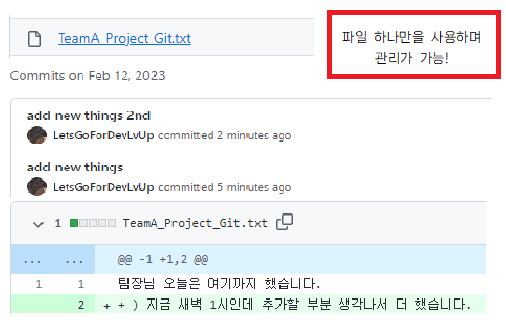 TeamA_Project_Git.txt
파일 하나만을 사용하며
관리가 가능!
Commits on Feb 12, 2023
add new things 2nd
LetsGoForDevLvUp committed 2 minutes ago
add new things
LetsGoForDevLvUp committed 5 minutes ago
1 TeamA_Project_Git.txt
... ... @@ -1 +1,2 @@
1 1 팀장님 오늘은 여기까지 했습니다.
2 + + ) 지금 새벽 1시인데 추가할 부분 생각나서 더 했습니다.